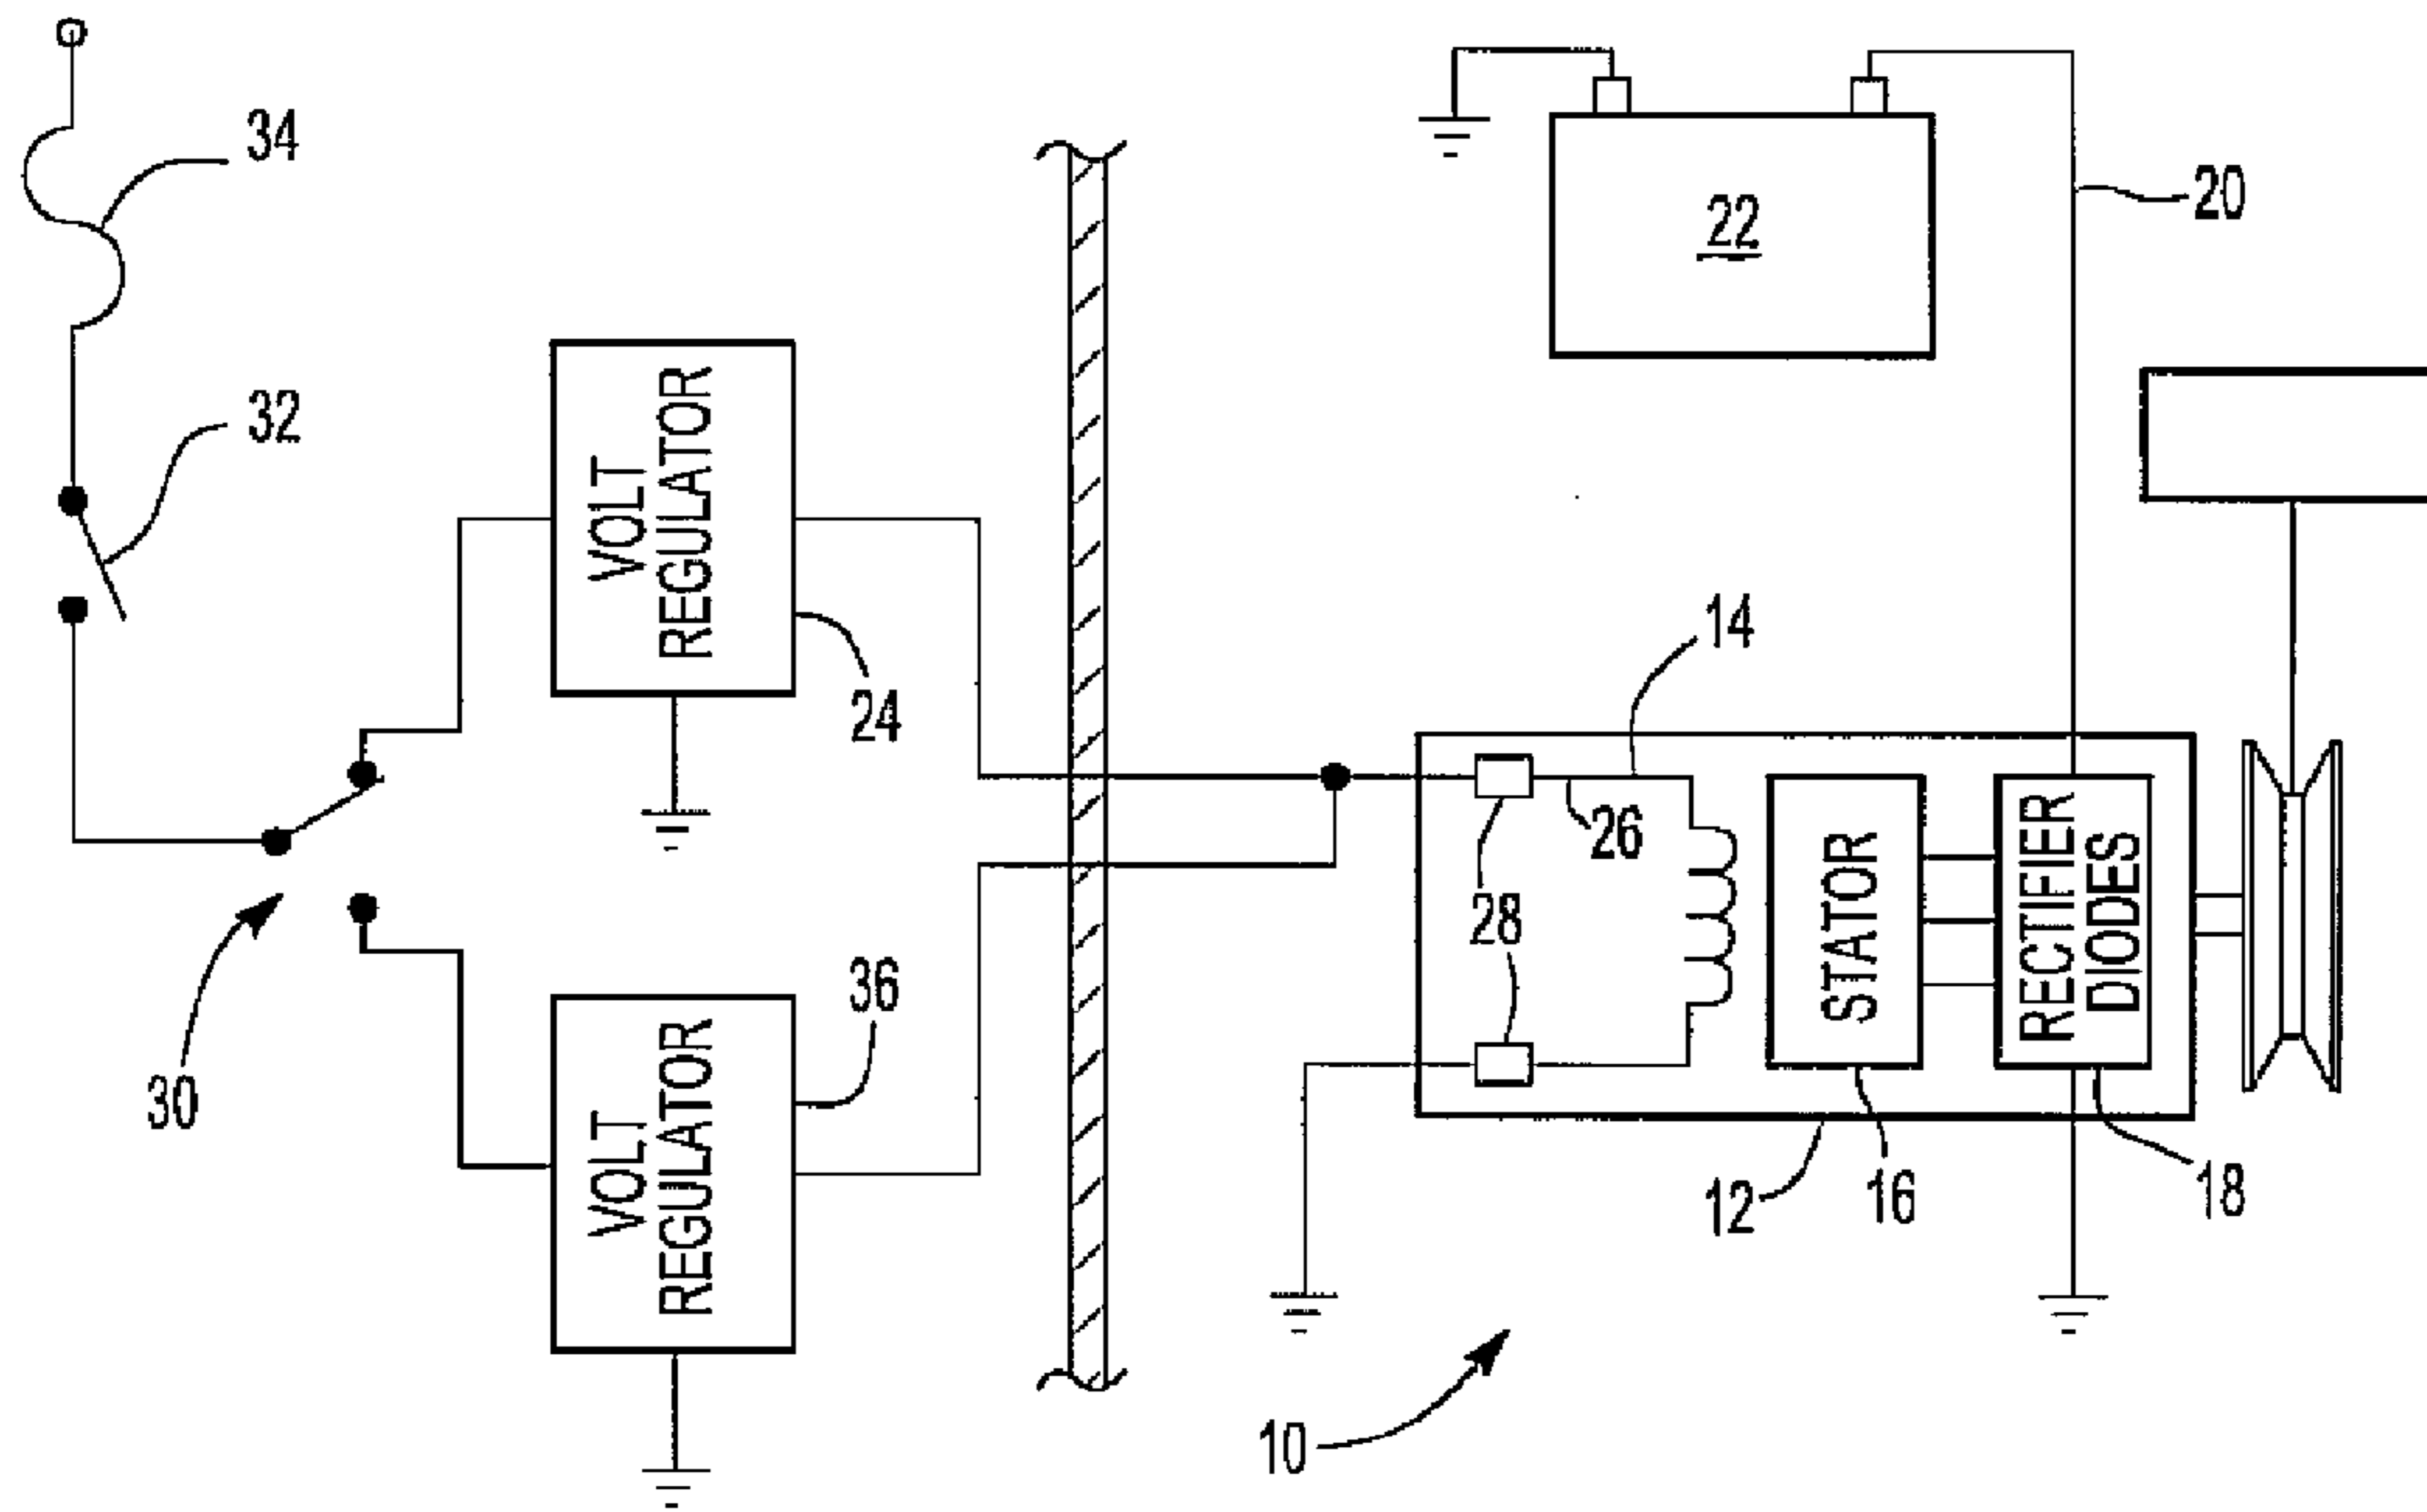 34
32
VOLT
REGULATOR
24
30
VOLT
REGULATOR
36
22
20
14
26
28
STATOR
RECTIFIER
DIODES
12
16
18
10